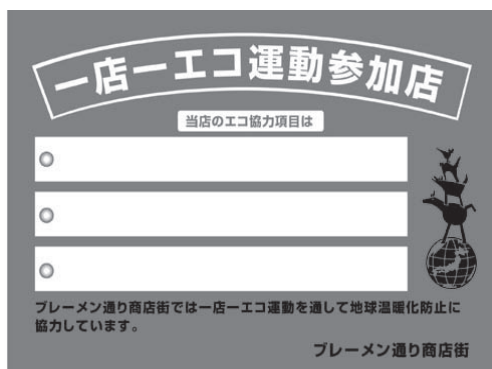 一店一エコ運動参加店
当店のエコ協力項目は
ブレーメン通り商店街では一店一エコ運動を通して地球温暖化防止に
協力しています。
ブレーメン通り商店街